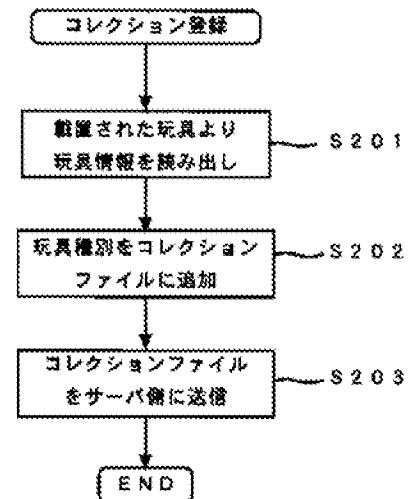 コレクション登録
載置された玩具より
玩具情報を読み出し
S201
玩具種別をコレクション
ファイルに追加
S202
コレクションファイル
をサーバ側に送信
S203
END